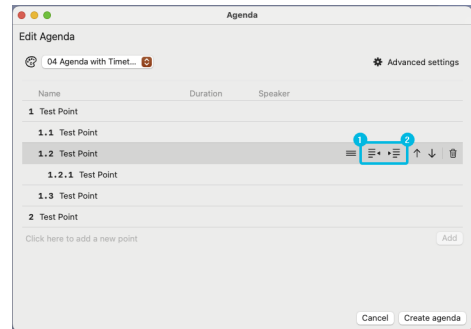 Agenda
Edit Agenda
04 Agenda with Timet...
Advanced settings
Name Duration Speaker
1 Test Point
1.1 Test Point
1 2
1.2 Test Point
1.2.1 Test Point
1.3 Test Point
2 Test Point
Click here to add a new point Add
Cancel Create agenda